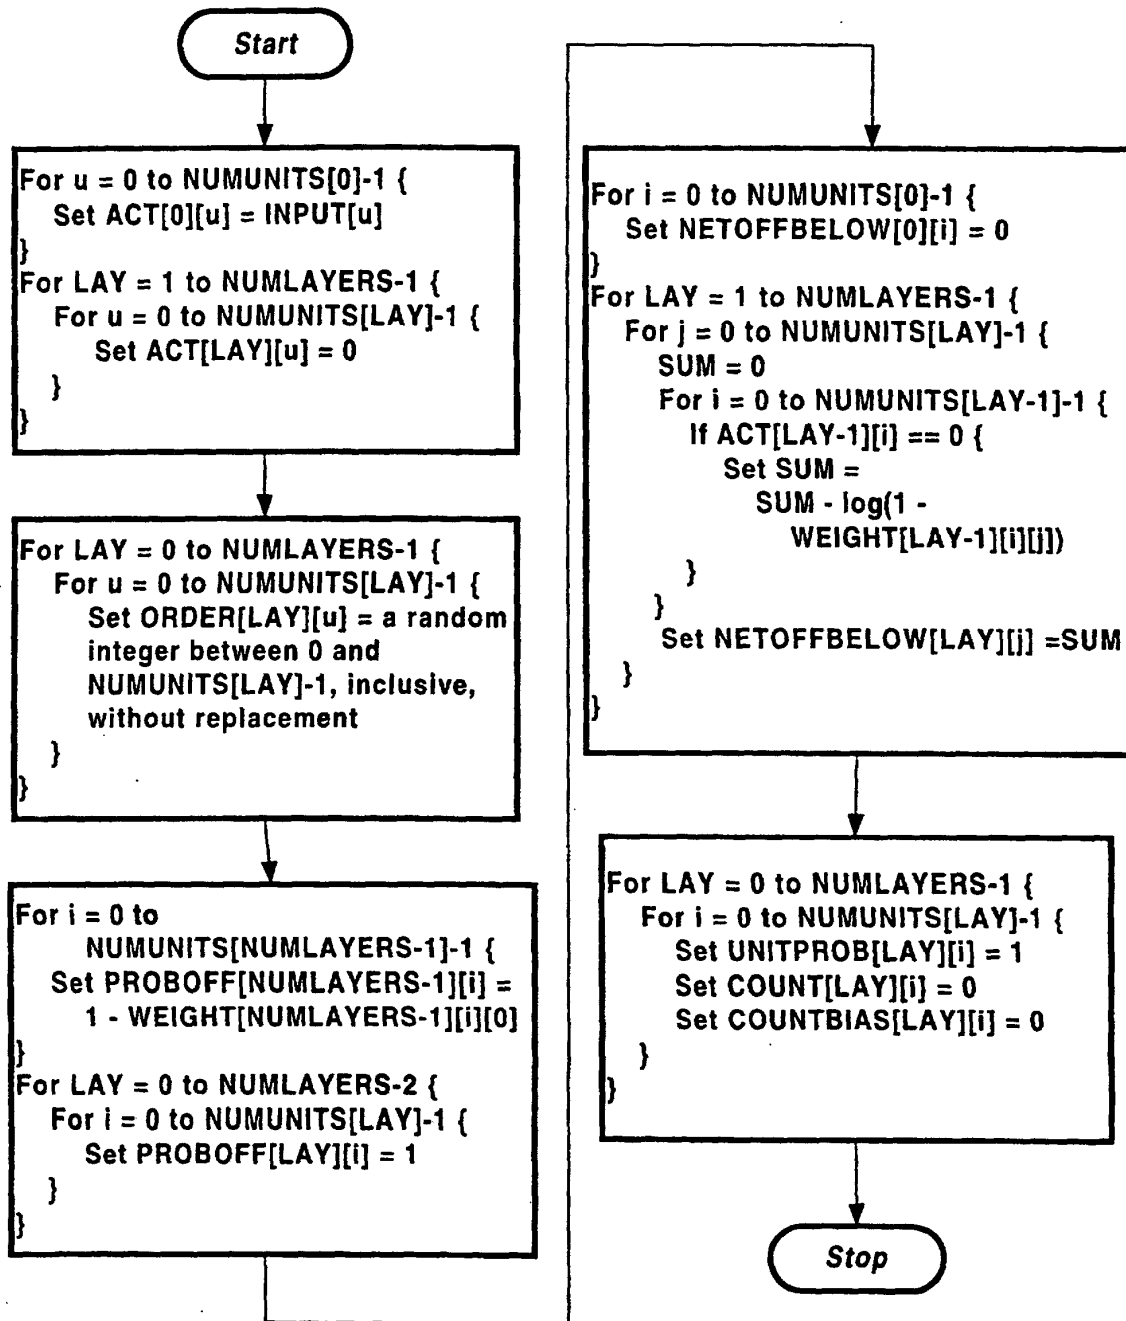 Start
For u = 0 to NUMUNITS[0]-1 {
Set ACT[0][u] = INPUT[u]
}
For LAY = 1 to NUMLAYERS-1 {
For u = 0 to NUMUNITS[LAY]-1 {
Set ACT[LAY][u] = 0
}
}
For LAY = 0 to NUMLAYERS-1 {
For u = 0 to NUMUNITS[LAY]-1 {
Set ORDER[LAY][u] = a random
integer between 0 and
NUMUNITS[LAY]-1, inclusive,
without replacement
}
}
For i = 0 to
NUMUNITS[NUMLAYERS-1]-1 {
Set PROBOFF[NUMLAYERS-1][i] =
1 - WEIGHT[NUMLAYERS-1][i][0]
}
For LAY = 0 to NUMLAYERS-2 {
For i = 0 to NUMUNITS[LAY]-1 {
Set PROBOFF[LAY][i] = 1
}
}
For i = 0 to NUMUNITS[0]-1 {
Set NETOFFBELOW[0][i] = 0
}
For LAY = 1 to NUMLAYERS-1 {
For j = 0 to NUMUNITS[LAY]-1 {
SUM = 0
For i = 0 to NUMUNITS[LAY-1]-1 {
If ACT[LAY-1][i] == 0 {
Set SUM =
SUM - log(1 -
WEIGHT[LAY-1][i][j])
}
}
Set NETOFFBELOW[LAY][j] =SUM
}
}
For LAY = 0 to NUMLAYERS-1 {
For i = 0 to NUMUNITS[LAY]-1 {
Set UNITPROB[LAY][i] = 1
Set COUNT[LAY][i] = 0
Set COUNTBIAS[LAY][i] = 0
}
}
Stop